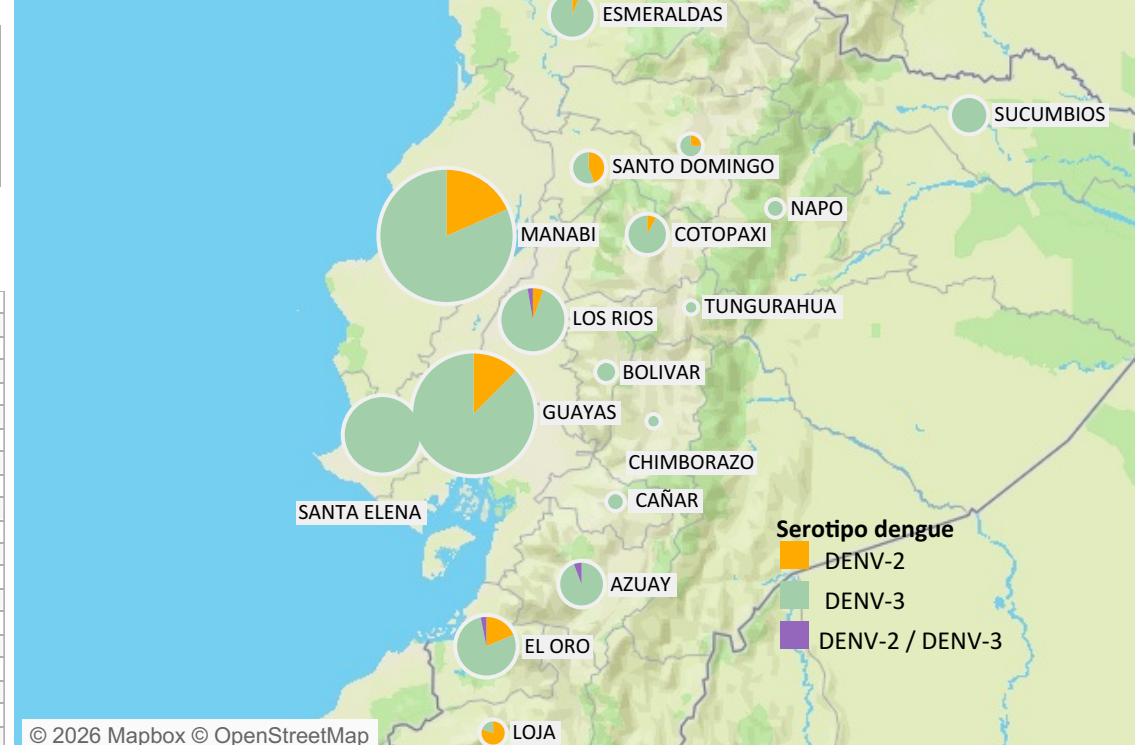 ESMERALDAS
SUCUMBIOS
SANTO DOMINGO
NAPO
MANABI
COTOPAXI
TUNGURAHUA
LOS RIOS
BOLIVAR
GUAYAS
CHIMBORAZO
CAÑAR
SANTA ELENA
Serotipo dengue
DENV-2
AZUAY
DENV-3
DENV-2 / DENV-3
EL ORO
LOJA
© 2026 Mapbox © OpenStreetMap